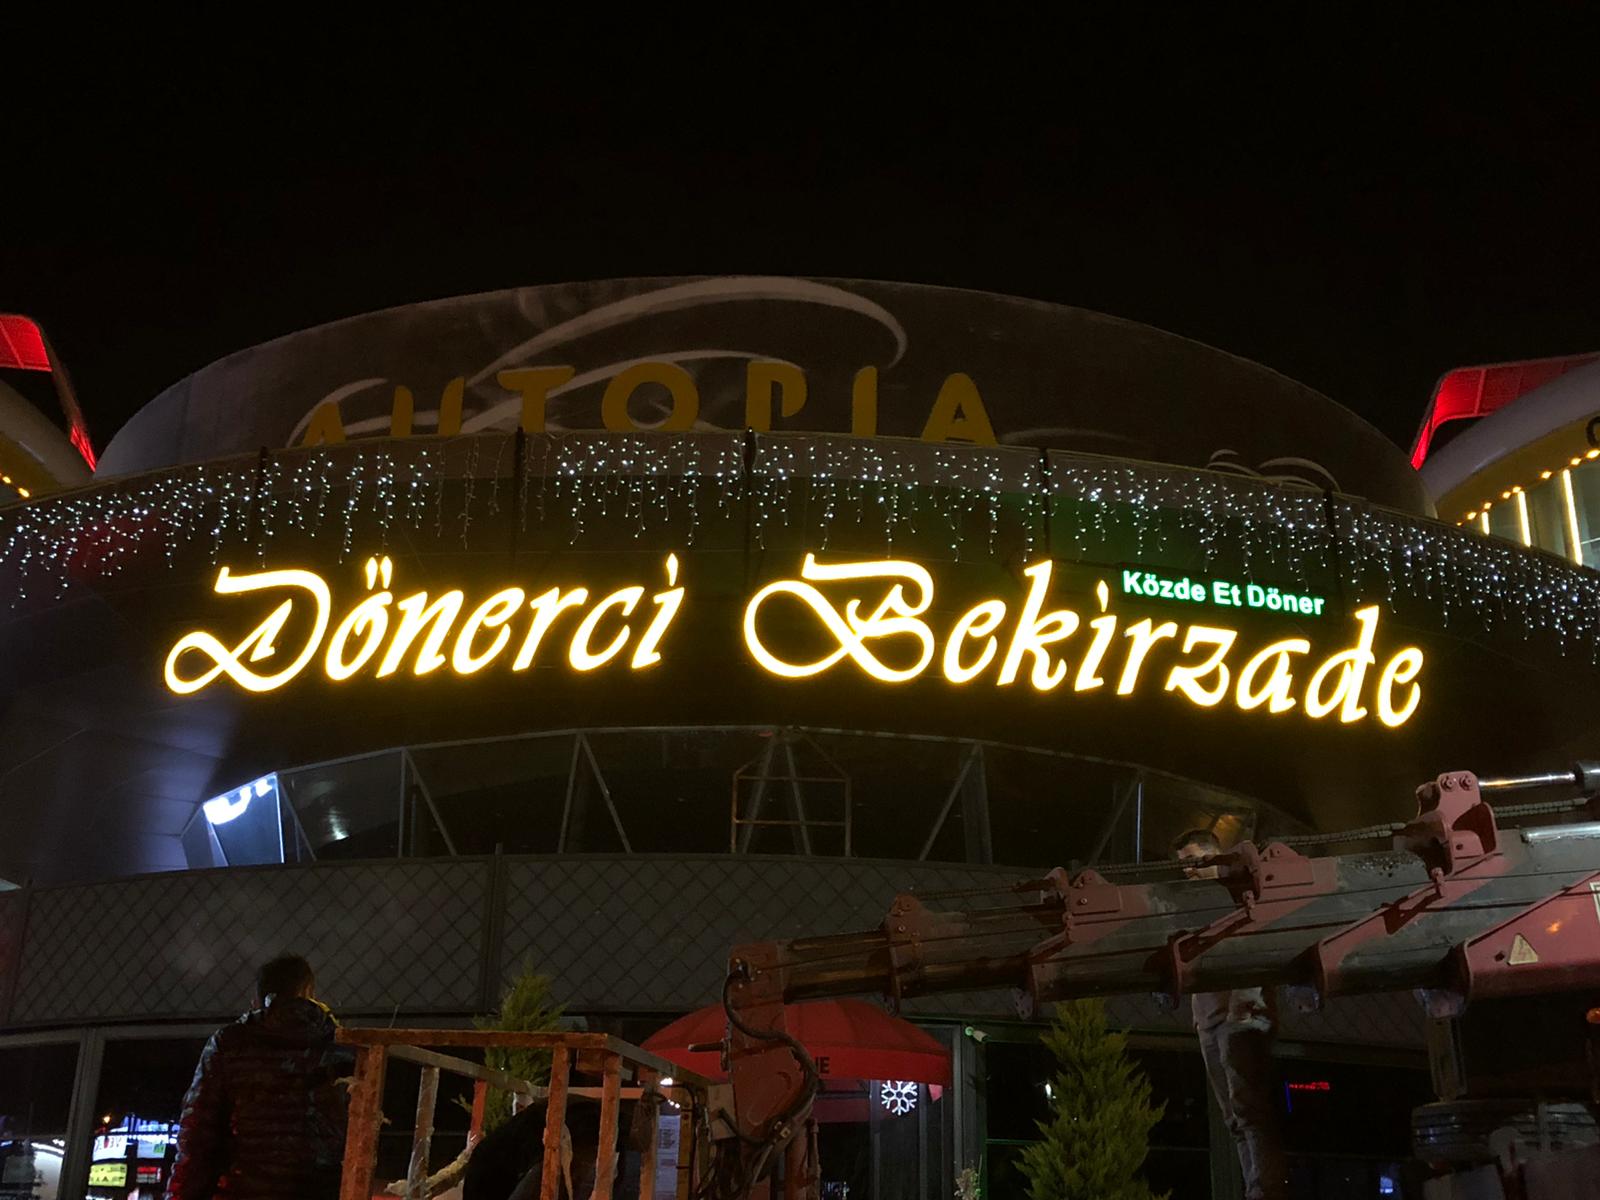 AUTOPIA
Közde Et Döner
Dönerci Bekirzade